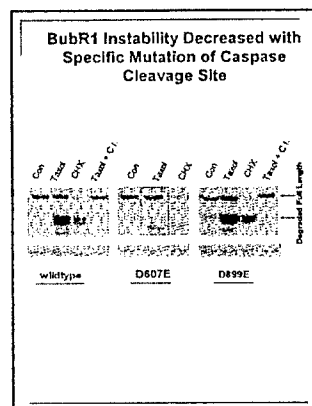 BubR1 Instability Decreased with
Specific Mutation of Caspase
Cleavage Site
Con Taxol CHX Taxol + C.I. Con Taxol CHX Con Taxol CHX Taxol + C.I.
Degraded Full Length
wildtype D607E D899E